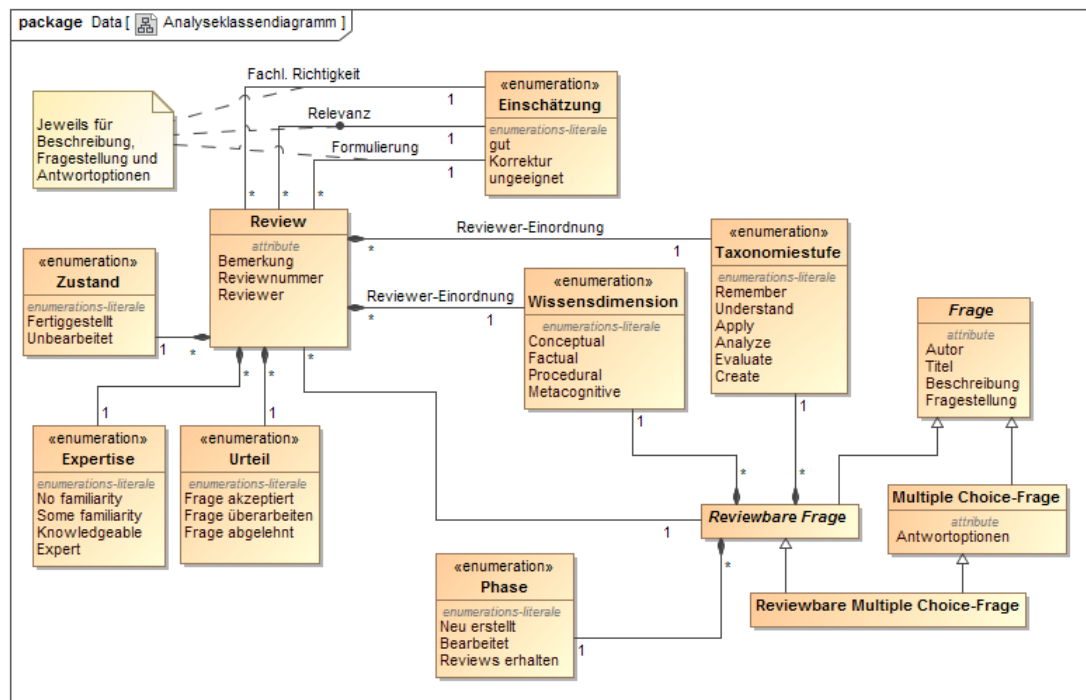 package Data [ Analyseklassendiagramm ]
Jeweils für
Beschreibung,
Fragestellung und
Antwortoptionen
Fachl. Richtigkeit
1
*
Relevanz
1
*
Formulierung
1
*
«enumeration»
Einschätzung
enumerations-literale
gut
Korrektur
ungeeignet
Review
attribute
Bemerkung
Reviewnummer
Reviewer
Reviewer-Einordnung
*
1
Reviewer-Einordnung
*
1
«enumeration»
Taxonomiestufe
enumerations-literale
Remember
Understand
Apply
Analyze
Evaluate
Create
1
*
«enumeration»
Wissensdimension
enumerations-literale
Conceptual
Factual
Procedural
Metacognitive
1
*
«enumeration»
Zustand
enumerations-literale
Fertiggestellt
Unbearbeitet
1
*
Frage
attribute
Autor
Titel
Beschreibung
Fragestellung
*
*
*
1
1
«enumeration»
Expertise
enumerations-literale
No familiarity
Some familiarity
Knowledgeable
Expert
«enumeration»
Urteil
enumerations-literale
Frage akzeptiert
Frage überarbeiten
Frage abgelehnt
1
Reviewbare Frage
*
Multiple Choice-Frage
attribute
Antwortoptionen
«enumeration»
Phase
enumerations-literale
Neu erstellt
Bearbeitet
Reviews erhalten
1
Reviewbare Multiple Choice-Frage